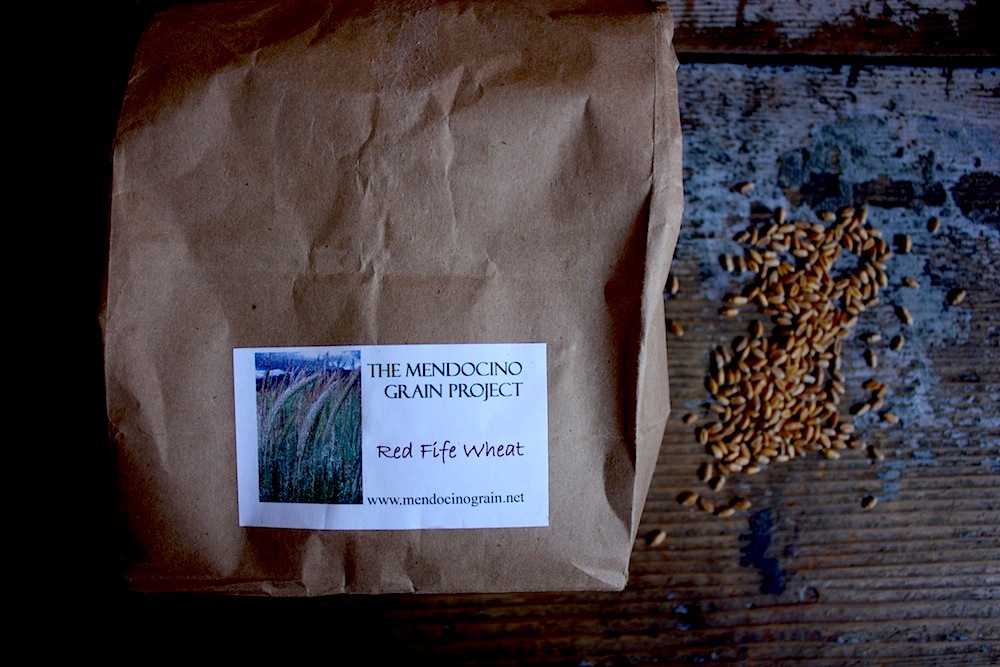 THE MENDOCINO
GRAIN PROJECT
Red Fife Wheat
www.mendocinograin.net